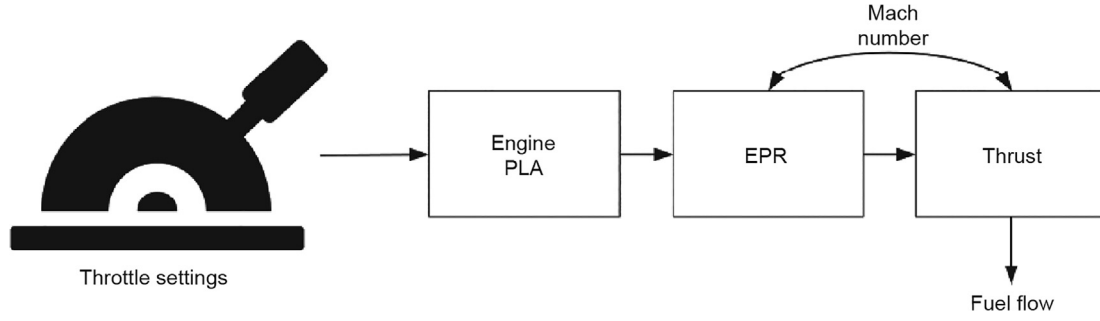 Mach
number
Engine
PLA
EPR
Thrust
Throttle settings
Fuel flow